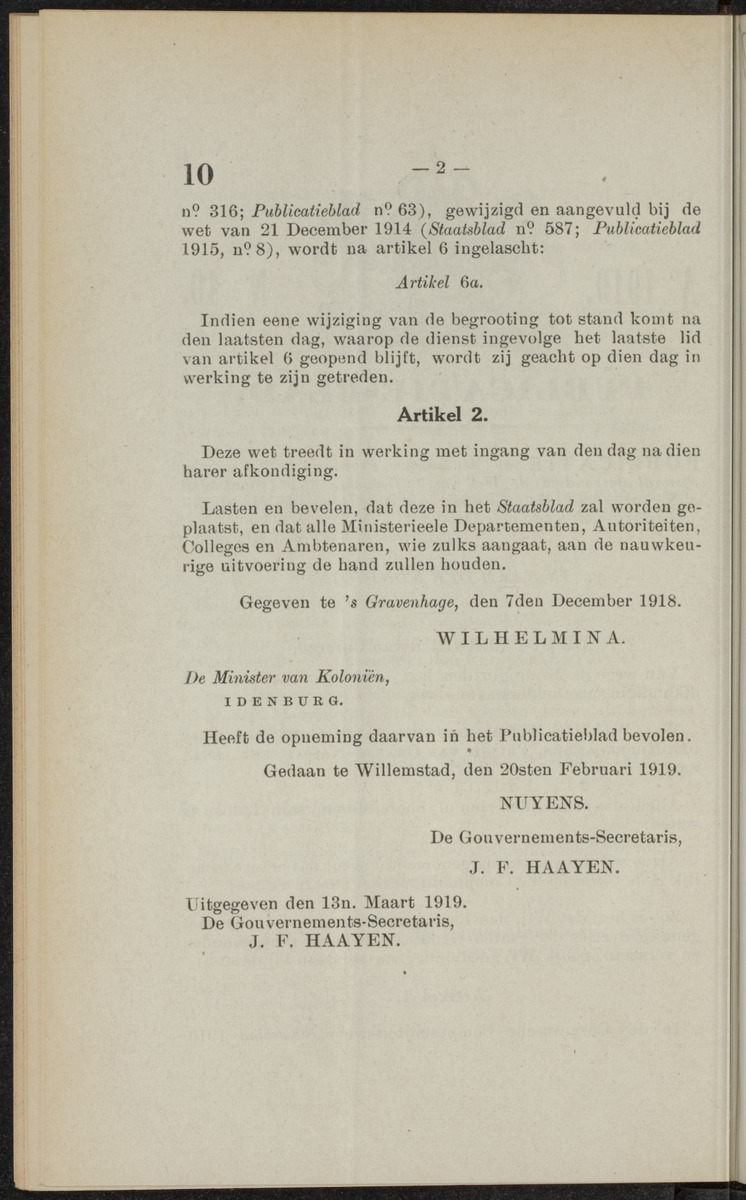 10
— 2 —
nº 316; Publicatieblad nº 63), gewijzigd en aangevuld bij de
wet van 21 December 1914 (Staatsblad nº 587; Publicatieblad
1915, nº 8), wordt na artikel 6 ingelascht:
Artikel 6a.
Indien eene wijziging van de begrooting tot stand komt na
den laatsten dag, waarop de dienst ingevolge het laatste lid
van artikel 6 geopend blijft, wordt zij geacht op dien dag in
werking te zijn getreden.
Artikel 2.
Deze wet treedt in werking met ingang van den dag na dien
harer afkondiging.
Lasten en bevelen, dat deze in het Staatsblad zal worden ge-
plaatst, en dat alle Ministerieele Departementen, Autoriteiten,
Colleges en Ambtenaren, wie zulks aangaat, aan de nauwkeu-
rige uitvoering de hand zullen houden.
Gegeven te 's Gravenhage, den 7den December 1918.
WILHELMINA.
De Minister van Koloniën,
IDENBURG.
Heeft de opneming daarvan in het Publicatieblad bevolen.
Gedaan te Willemstad, den 20sten Februari 1919.
NUYENS.
De Gouvernements-Secretaris,
J. F. HAAYEN.
Uitgegeven den 13n. Maart 1919.
De Gouvernements-Secretaris,
J. F. HAAYEN.